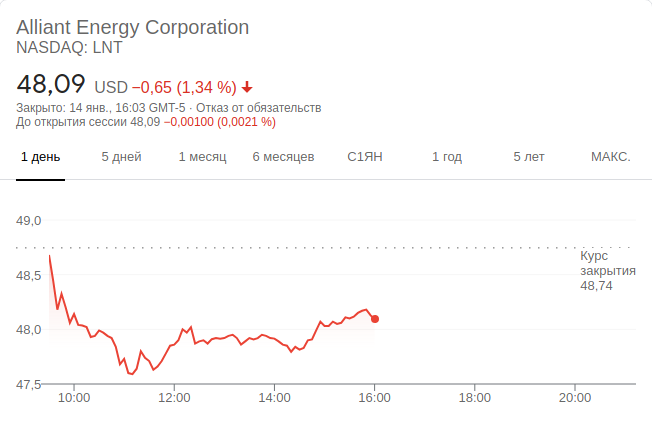 Alliant Energy Corporation
NASDAQ: LNT
48,09 USD −0,65 (1,34 %)
Закрыто: 14 янв., 16:03 GMT-5 · Отказ от обязательств
До открытия сессии 48,09 −0,00100 (0,0021 %)
1 день 5 дней 1 месяц 6 месяцев С1ЯН 1 год 5 лет МАКС.
49,0
Курс
закрытия
48,74
48,5
48,0
47,5
10:00 12:00 14:00 16:00 18:00 20:00